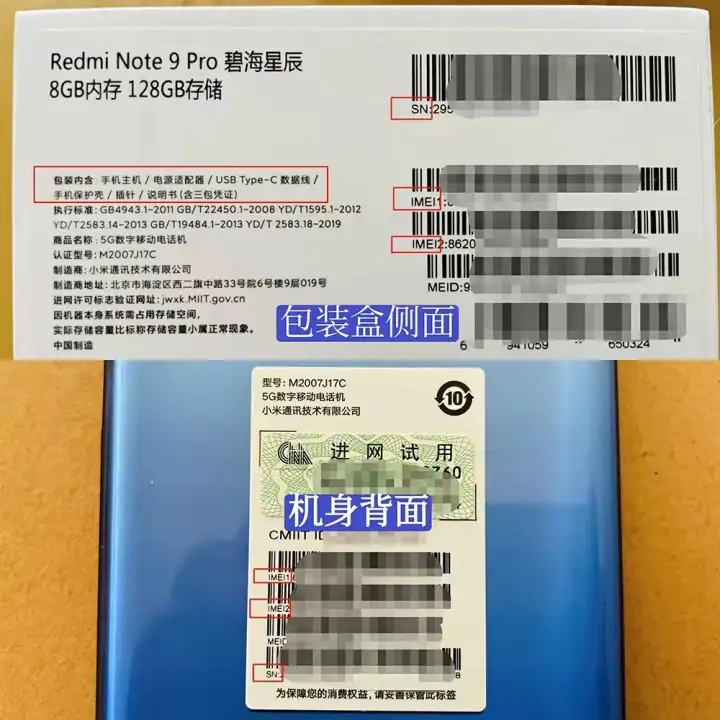 Redmi Note 9 Pro 碧海星辰
8GB内存 128GB存储
SN:295
包装内含: 手机主机 / 电源适配器 / USB Type-C 数据线 /
手机保护壳 / 插针 / 说明书(含三包凭证)
IMEI1:8
执行标准: GB4943.1-2011 GB/T22450.1-2008 YD/T1595.1-2012
YD/T2583.14-2013 GB/T19484.1-2013 YD/T 2583.18-2019
IMEI2:8620
商品名称: 5G数字移动电话机
认证型号: M2007J17C
制造商: 小米通讯技术有限公司
制造商地址: 北京市海淀区西二旗中路33号院6号楼9层019号
MEID:9
进网许可标志验证网址: jwxk.MIIT.gov.cn
因机器本身系统需占用存储空间,
实际存储容量比标称存储容量小属正常现象。
中国制造
包装盒侧面
6 941059 650324
型号: M2007J17C
5G数字移动电话机
小米通讯技术有限公司
10
CNA 进网试用
机身背面
CMIIT ID
IMEI1
IMEI2
MEID
SN:
B
为保障您的消费权益,请妥善保管此标签